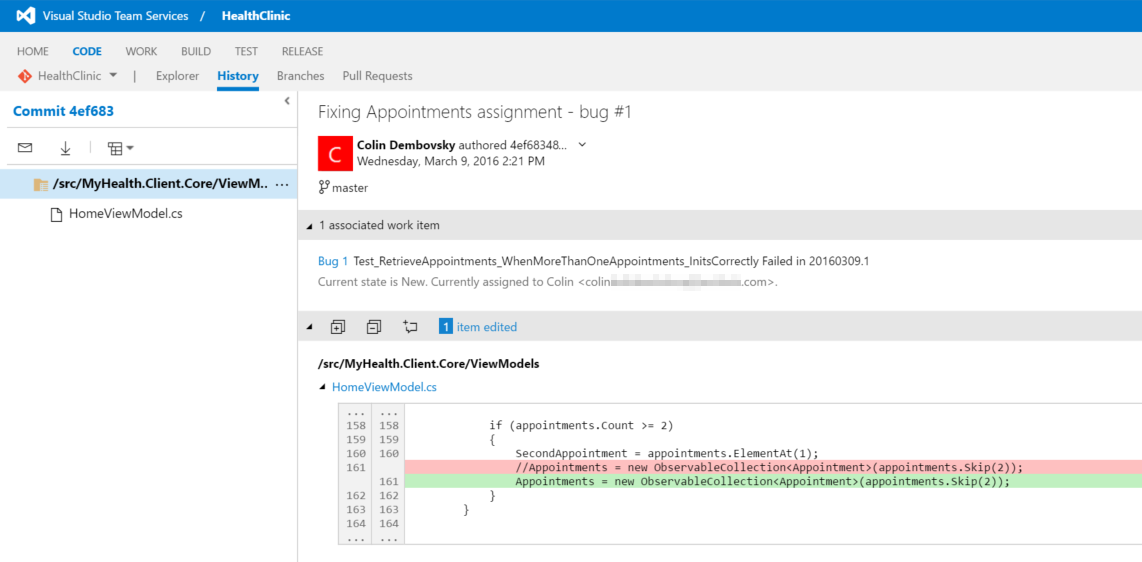 Visual Studio Team Services / HealthClinic
HOME CODE WORK BUILD TEST RELEASE
HealthClinic | Explorer History Branches Pull Requests
Commit 4ef683
/src/MyHealth.Client.Core/ViewM.. ...
HomeViewModel.cs
Fixing Appointments assignment - bug #1
C
Colin Dembovsky authored 4ef68348...
Wednesday, March 9, 2016 2:21 PM
master
1 associated work item
Bug 1 Test_RetrieveAppointments_WhenMoreThanOneAppointments_InitsCorrectly Failed in 20160309.1
Current state is New. Currently assigned to Colin <colin .com>.
1 item edited
/src/MyHealth.Client.Core/ViewModels
HomeViewModel.cs
... ...
158 158 if (appointments.Count >= 2)
159 159 {
160 160 SecondAppointment = appointments.ElementAt(1);
161 //Appointments = new ObservableCollection<Appointment>(appointments.Skip(2));
161 Appointments = new ObservableCollection<Appointment>(appointments.Skip(2));
162 162 }
163 163 }
164 164
... ...